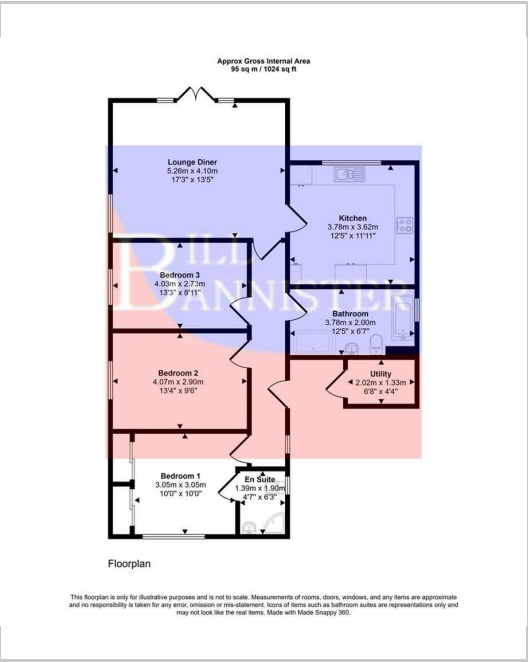 Approx Gross Internal Area
95 sq m / 1024 sq ft
Lounge Diner
5.26m x 4.10m
17'3" x 13'5"
Kitchen
3.78m x 3.62m
12'5" x 11'11"
BILL
BANNISTER
Bedroom 3
4.03m x 2.73m
13'3" x 8'11"
Bathroom
3.78m x 2.00m
12'5" x 6'7"
Bedroom 2
4.07m x 2.90m
13'4" x 9'6"
Utility
2.02m x 1.33m
6'8" x 4'4"
Bedroom 1
3.05m x 3.05m
10'0" x 10'0"
En Suite
1.39m x 1.90m
4'7" x 6'3"
Floorplan
This floorplan is only for illustrative purposes and is not to scale. Measurements of rooms, doors, windows, and any items are approximate
and no responsibility is taken for any error, omission or mis-statement. Icons of items such as bathroom suites are representations only and
may not look like the real items. Made with Made Snappy 360.